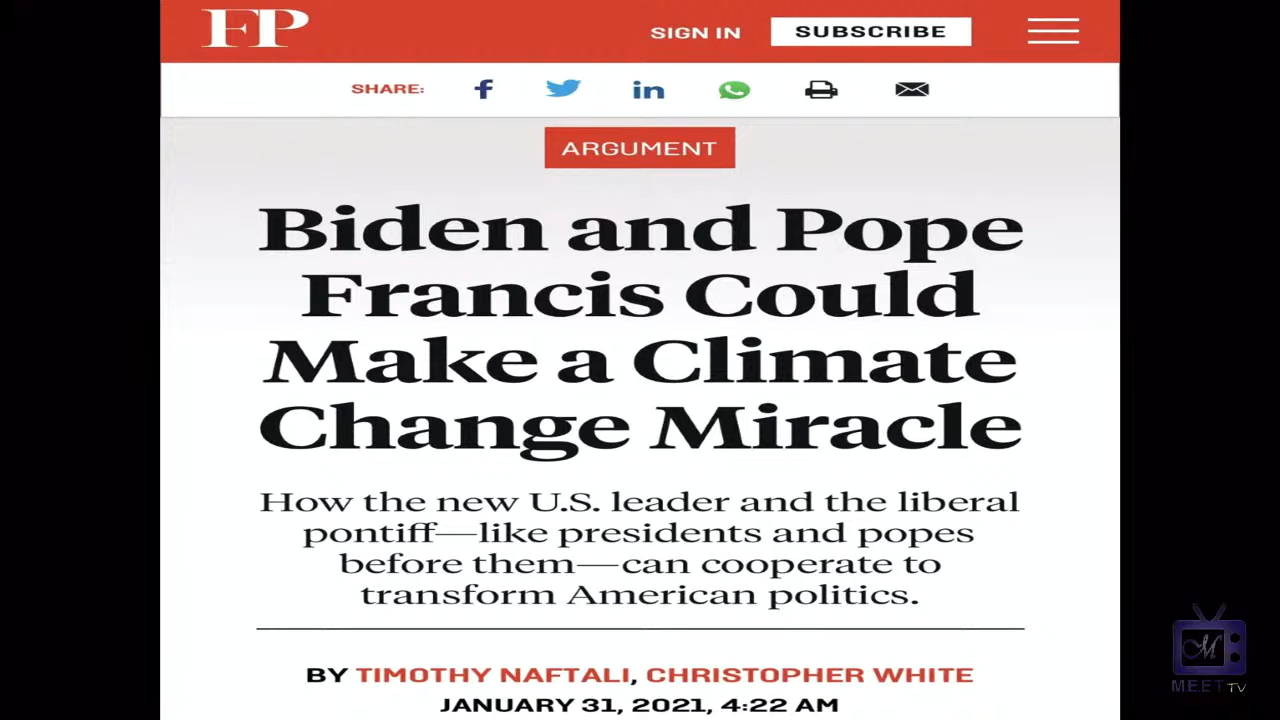 FP
SIGN IN
SUBSCRIBE
SHARE:
ARGUMENT
Biden and Pope
Francis Could
Make a Climate
Change Miracle
How the new U.S. leader and the liberal
pontiff—like presidents and popes
before them—can cooperate to
transform American politics.
BY TIMOTHY NAFTALI, CHRISTOPHER WHITE
JANUARY 31, 2021, 4:22 AM
M
MEET TV